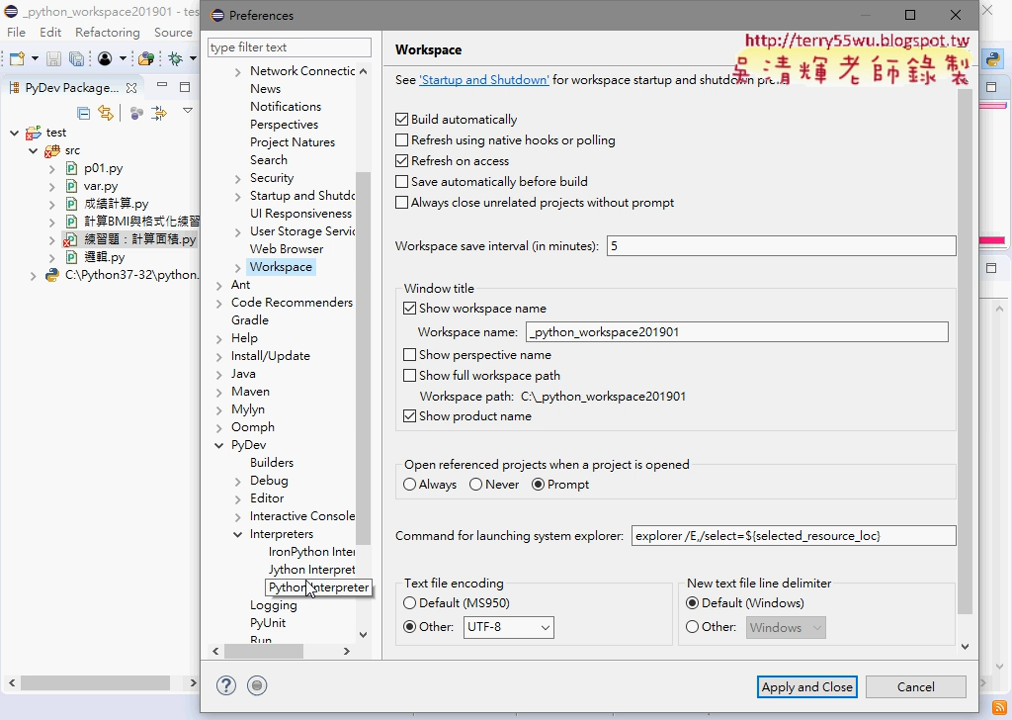 _python_workspace201901 - tes
File Edit Refactoring Source
PyDev Package...
test
src
p01.py
var.py
成績計算.py
計算BMI與格式化練習
練習題：計算面積.py
邏輯.py
C:\Python37-32\python.
Preferences
type filter text
Network Connectic
News
Notifications
Perspectives
Project Natures
Search
Security
Startup and Shutdo
UI Responsiveness
User Storage Servic
Web Browser
Workspace
Ant
Code Recommenders
Gradle
Help
Install/Update
Java
Maven
Mylyn
Oomph
PyDev
Builders
Debug
Editor
Interactive Console
Interpreters
IronPython Inter
Jython Interpret
Python Interpreter
Logging
PyUnit
Run
Workspace
http://terry55wu.blogspot.tw
吳清輝老師錄製
See 'Startup and Shutdown' for workspace startup and shutdown pref
Build automatically
Refresh using native hooks or polling
Refresh on access
Save automatically before build
Always close unrelated projects without prompt
Workspace save interval (in minutes): 5
Window title
Show workspace name
Workspace name: _python_workspace201901
Show perspective name
Show full workspace path
Workspace path: C:\_python_workspace201901
Show product name
Open referenced projects when a project is opened
Always Never Prompt
Command for launching system explorer: explorer /E,/select=${selected_resource_loc}
Text file encoding
Default (MS950)
Other: UTF-8
New text file line delimiter
Default (Windows)
Other: Windows
Apply and Close Cancel